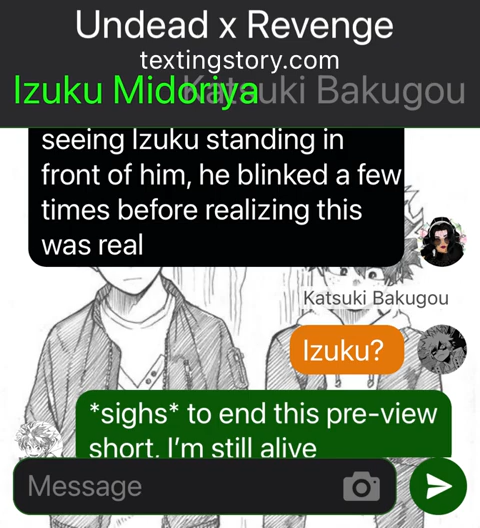 Undead x Revenge
textingstory.com
Izuku Midoriya Katsuki Bakugou
seeing Izuku standing in
front of him, he blinked a few
times before realizing this
was real
Katsuki Bakugou
Izuku?
*sighs* to end this pre-view
short, I'm still alive
Message